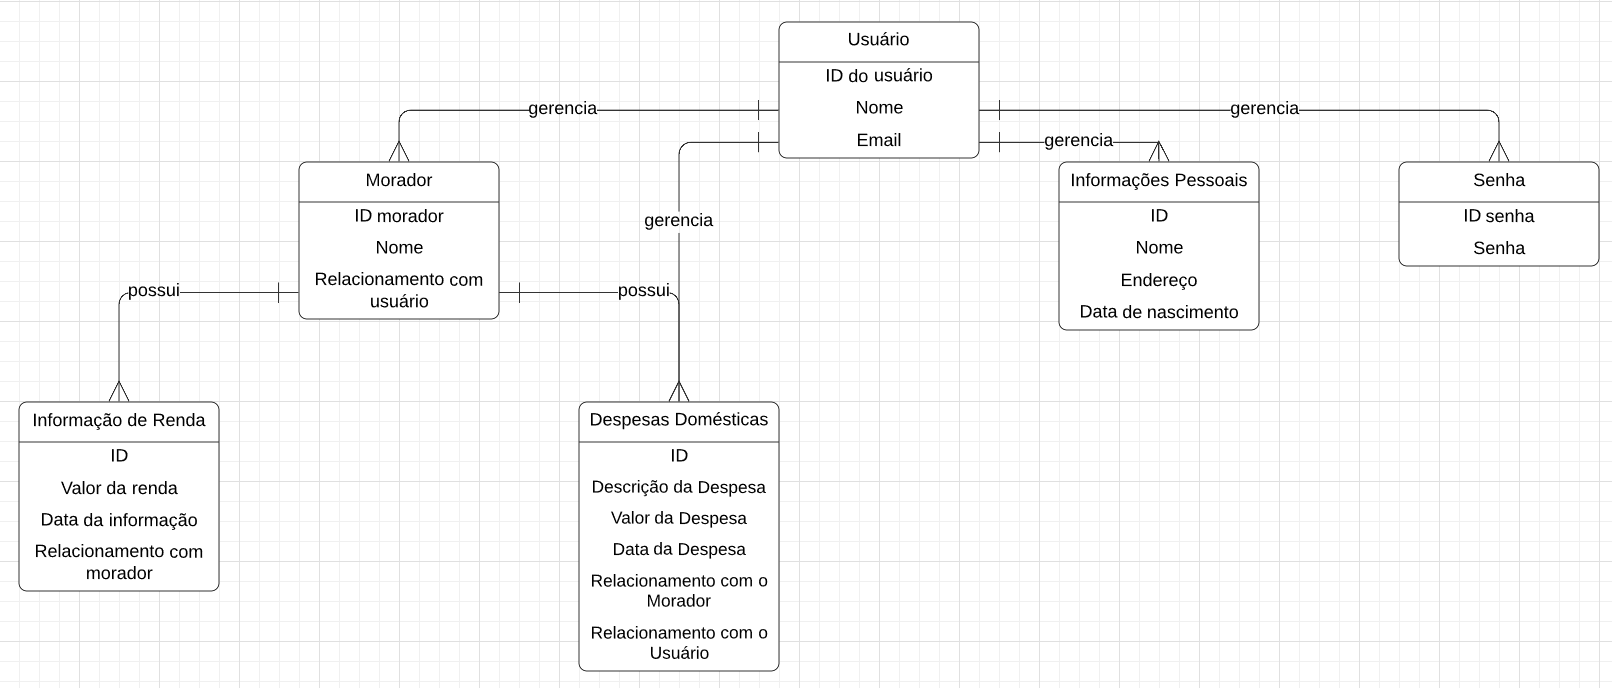 Usuário
ID do usuário
Nome
Email
gerencia
gerencia
gerencia
gerencia
Morador
ID morador
Nome
Relacionamento com
usuário
Informações Pessoais
ID
Nome
Endereço
Data de nascimento
Senha
ID senha
Senha
possui
possui
Informação de Renda
ID
Valor da renda
Data da informação
Relacionamento com
morador
Despesas Domésticas
ID
Descrição da Despesa
Valor da Despesa
Data da Despesa
Relacionamento com o
Morador
Relacionamento com o
Usuário